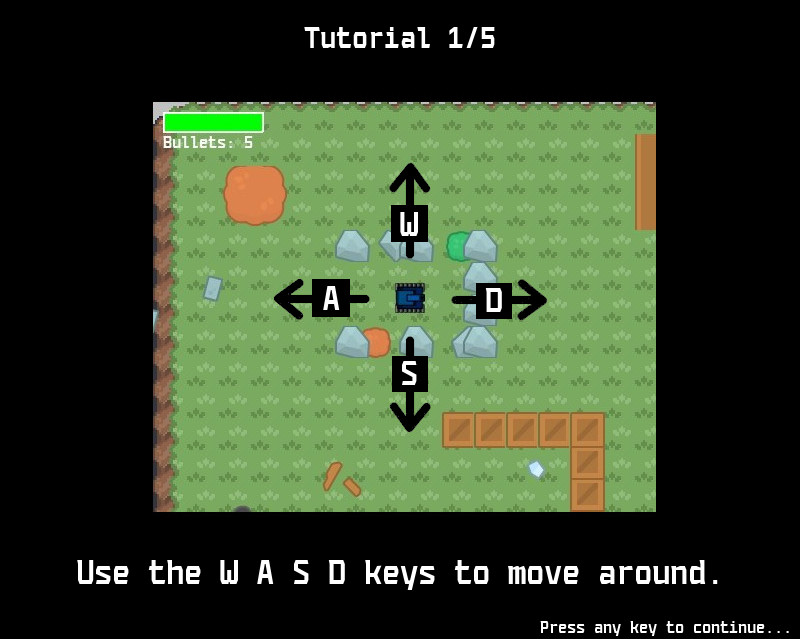 Tutorial 1/5
Bullets: 5
W
A
D
S
Use the W A S D keys to move around.
Press any key to continue...